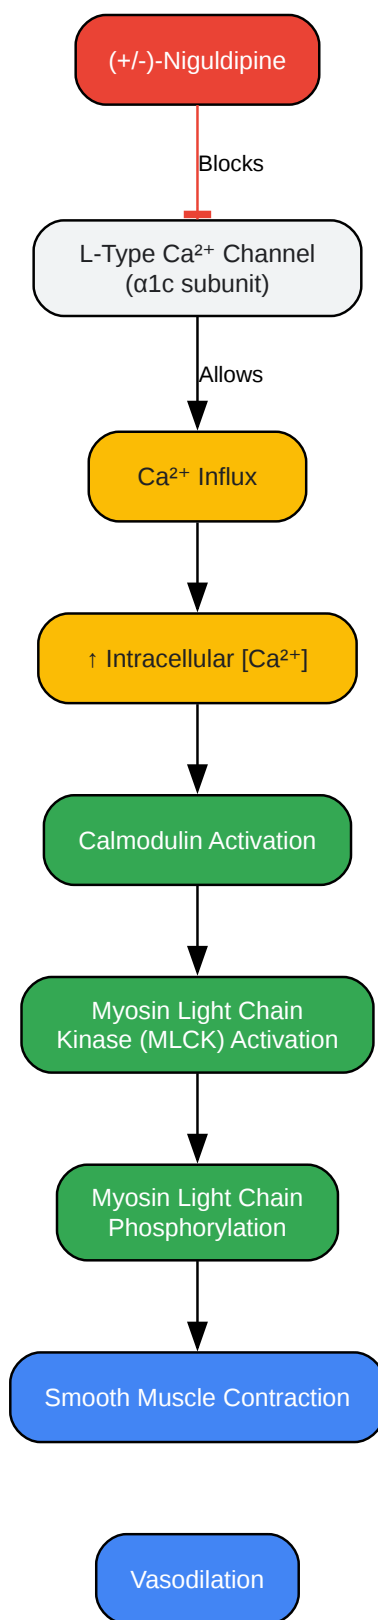 (+/-)-Niguldipine
Blocks
L-Type Ca²⁺ Channel
(α1c subunit)
Allows
Ca²⁺ Influx
↑ Intracellular [Ca²⁺]
Calmodulin Activation
Myosin Light Chain
Kinase (MLCK) Activation
Myosin Light Chain
Phosphorylation
Smooth Muscle Contraction
Vasodilation